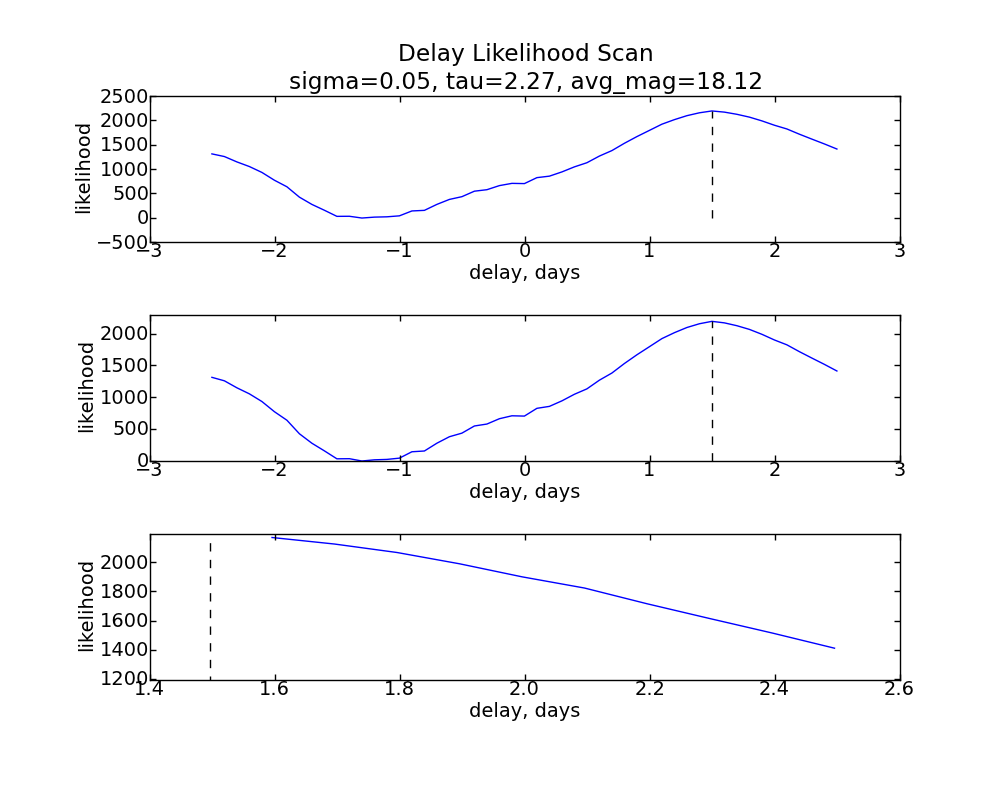 Delay Likelihood Scan
sigma=0.05, tau=2.27, avg_mag=18.12
2500
2000
1500
1000
500
0
−500
likelihood
−3 −2 −1 0 1 2 3
delay, days
2000
1500
1000
500
0
likelihood
−3 −2 −1 0 1 2 3
delay, days
2000
1800
1600
1400
1200
likelihood
1.4 1.6 1.8 2.0 2.2 2.4 2.6
delay, days